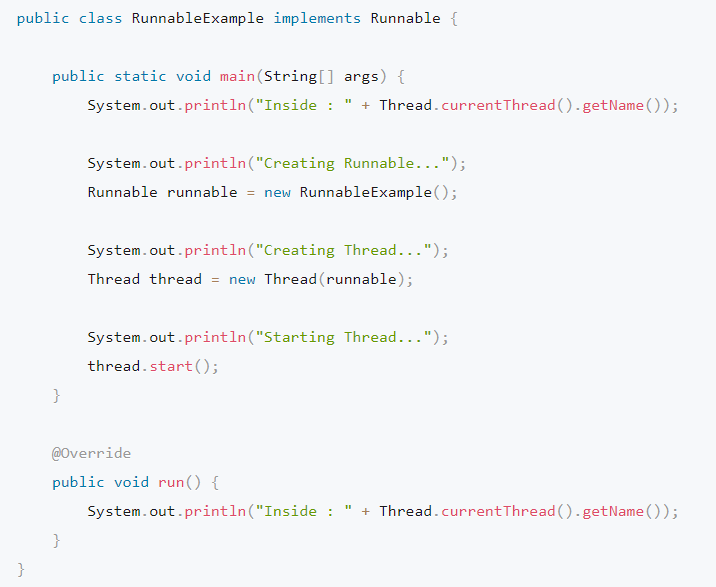 public class RunnableExample implements Runnable {
public static void main(String[] args) {
System.out.println("Inside : " + Thread.currentThread().getName());
System.out.println("Creating Runnable...");
Runnable runnable = new RunnableExample();
System.out.println("Creating Thread...");
Thread thread = new Thread(runnable);
System.out.println("Starting Thread...");
thread.start();
}
@Override
public void run() {
System.out.println("Inside : " + Thread.currentThread().getName());
}
}